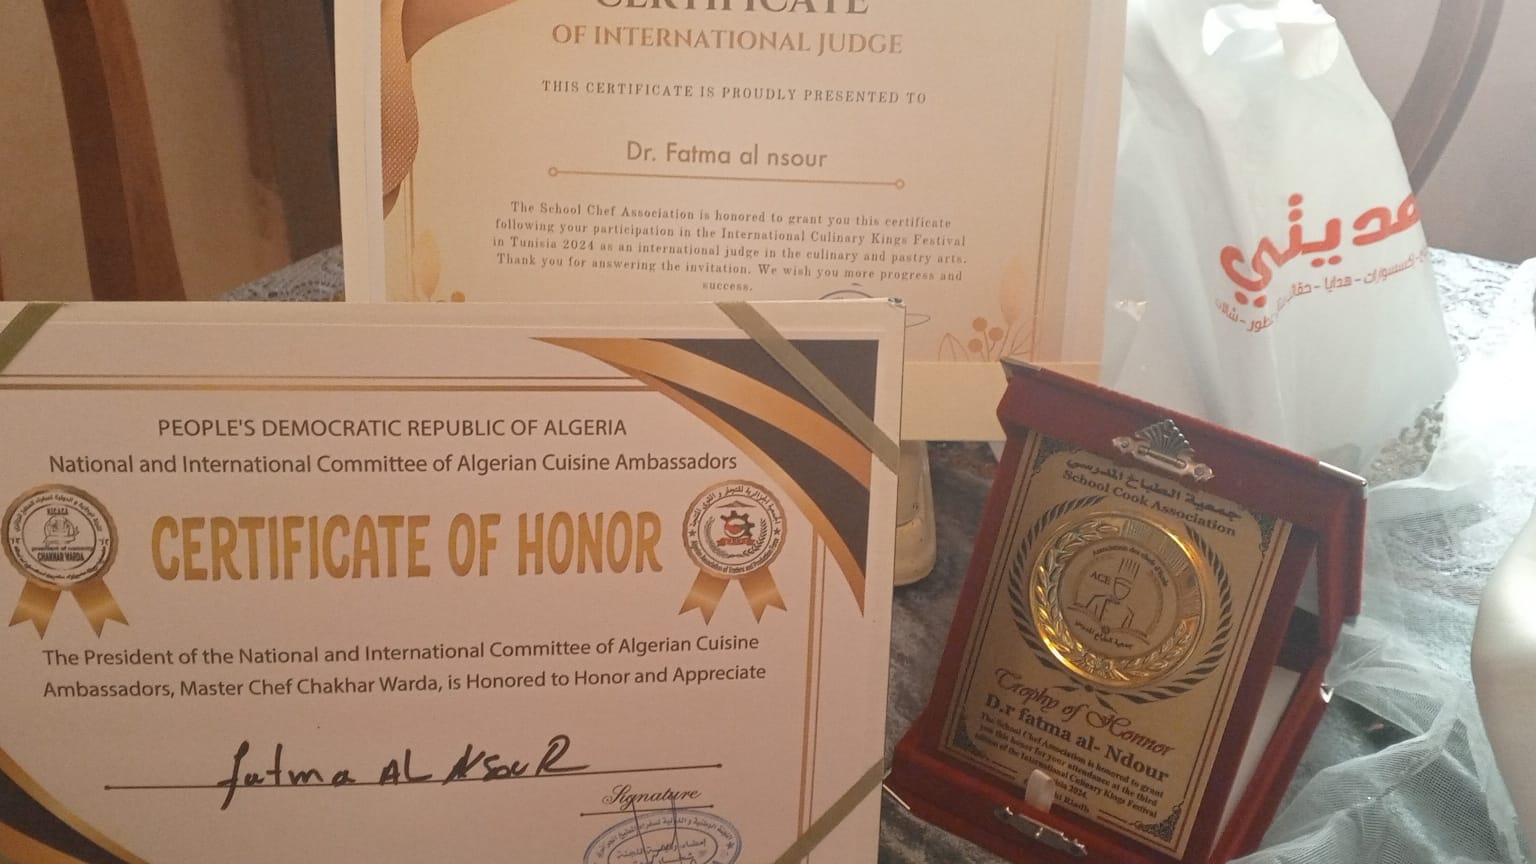 CERTIFICATE
OF INTERNATIONAL JUDGE
THIS CERTIFICATE IS PROUDLY PRESENTED TO
Dr. Fatma al nsour
The School Chef Association is honored to grant you this certificate
following your participation in the International Culinary Kings Festival
in Tunisia 2024 as an international judge in the culinary and pastry arts.
Thank you for answering the invitation. We wish you more progress and
success.
PEOPLE'S DEMOCRATIC REPUBLIC OF ALGERIA
National and International Committee of Algerian Cuisine Ambassadors
NICACA
CHAKHAR WARDA
CERTIFICATE OF HONOR
The President of the National and International Committee of Algerian Cuisine
Ambassadors, Master Chef Chakhar Warda, is Honored to Honor and Appreciate
fatma AL NSOUR
Signature
جمعية الطباخ المدرسي
School Cook Association
ACE
Trophy of Honnor
D.r fatma al- Ndour
The School Chef Association is honored to grant
you this honor for your attendance at the third
edition of the International Culinary Kings Festival
2024.
Riadh
هدايا -